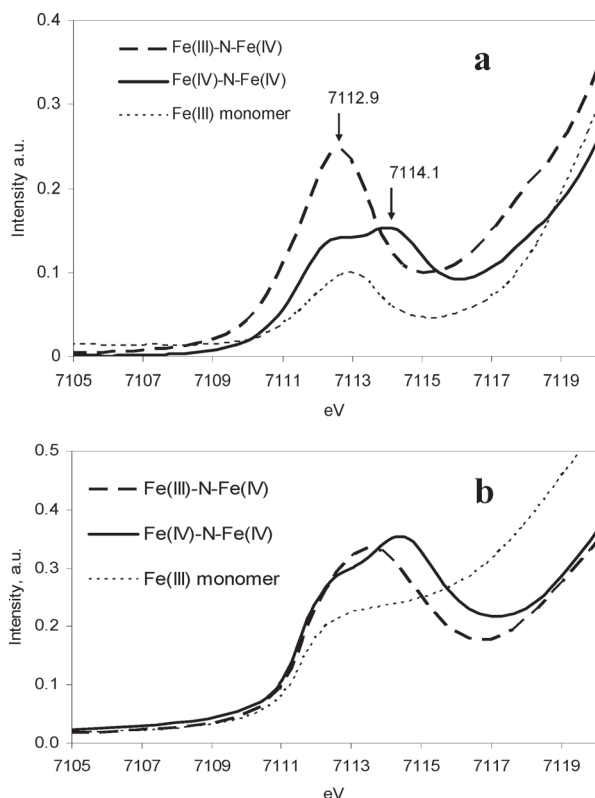 0.4
0.3
0.2
0.1
0
Intensity a.u.
Fe(III)-N-Fe(IV)
Fe(IV)-N-Fe(IV)
Fe(III) monomer
a
7112.9
7114.1
7105 7107 7109 7111 7113 7115 7117 7119
eV
0.5
0.4
0.3
0.2
0.1
0.0
Intensity, a.u.
Fe(III)-N-Fe(IV)
Fe(IV)-N-Fe(IV)
Fe(III) monomer
b
7105 7107 7109 7111 7113 7115 7117 7119
eV